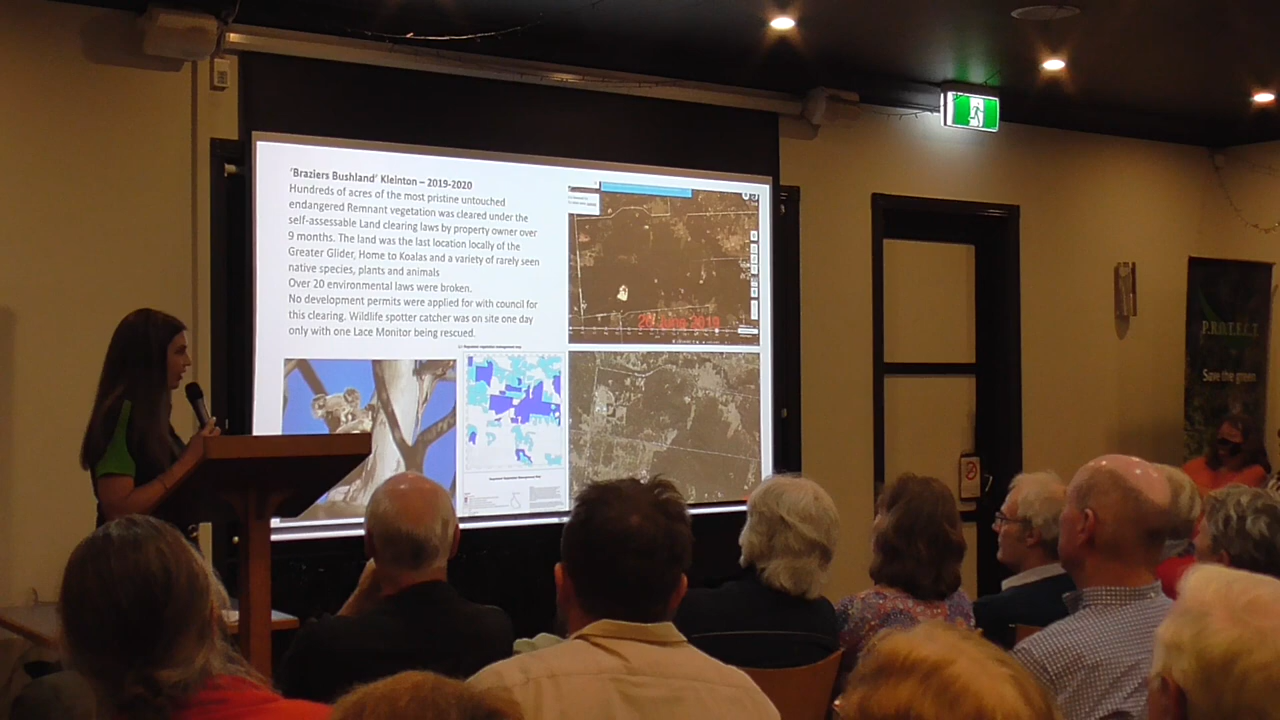 'Braziers Bushland' Kleinton – 2019-2020
Hundreds of acres of the most pristine untouched
endangered Remnant vegetation was cleared under the
self-assessable Land clearing laws by property owner over
9 months. The land was the last location locally of the
Greater Glider, Home to Koalas and a variety of rarely seen
native species, plants and animals
Over 20 environmental laws were broken.
No development permits were applied for with council for
this clearing. Wildlife spotter catcher was on site one day
only with one Lace Monitor being rescued.
June 2019
P.R.O.T.E.C.T.
Save the green